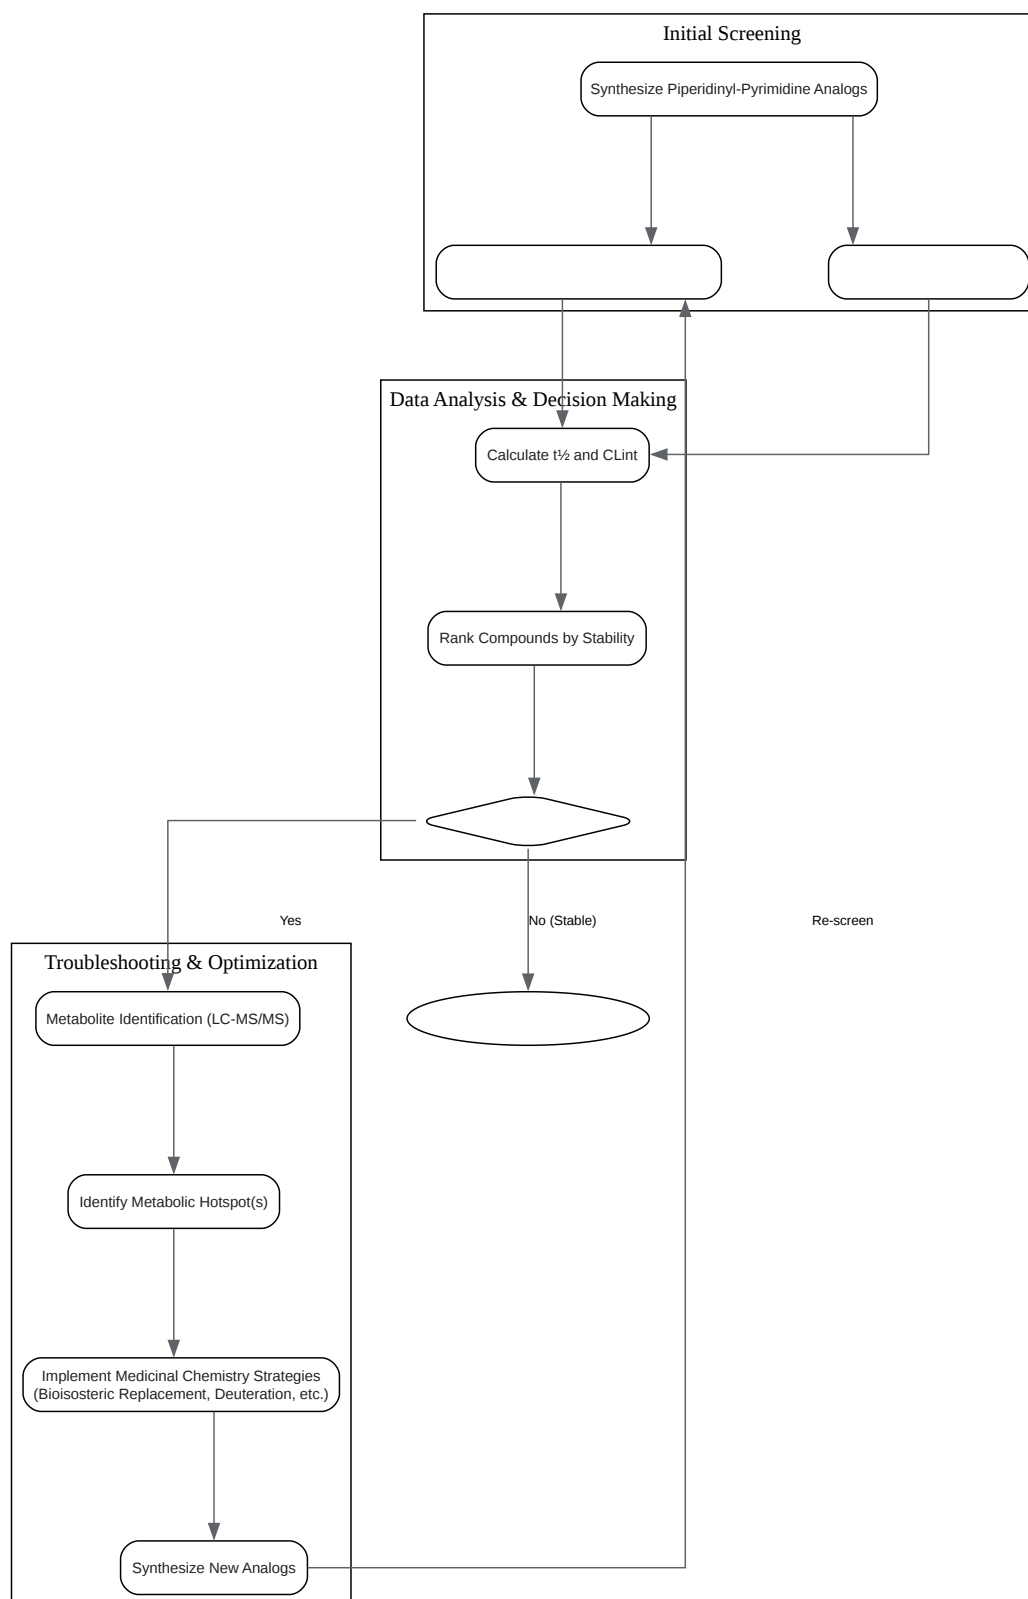 Initial Screening
Synthesize Piperidinyl-Pyrimidine Analogs
Data Analysis & Decision Making
Calculate t½ and CLint
Rank Compounds by Stability
Yes
No (Stable)
Re-screen
Troubleshooting & Optimization
Metabolite Identification (LC-MS/MS)
Identify Metabolic Hotspot(s)
Implement Medicinal Chemistry Strategies
(Bioisosteric Replacement, Deuteration, etc.)
Synthesize New Analogs